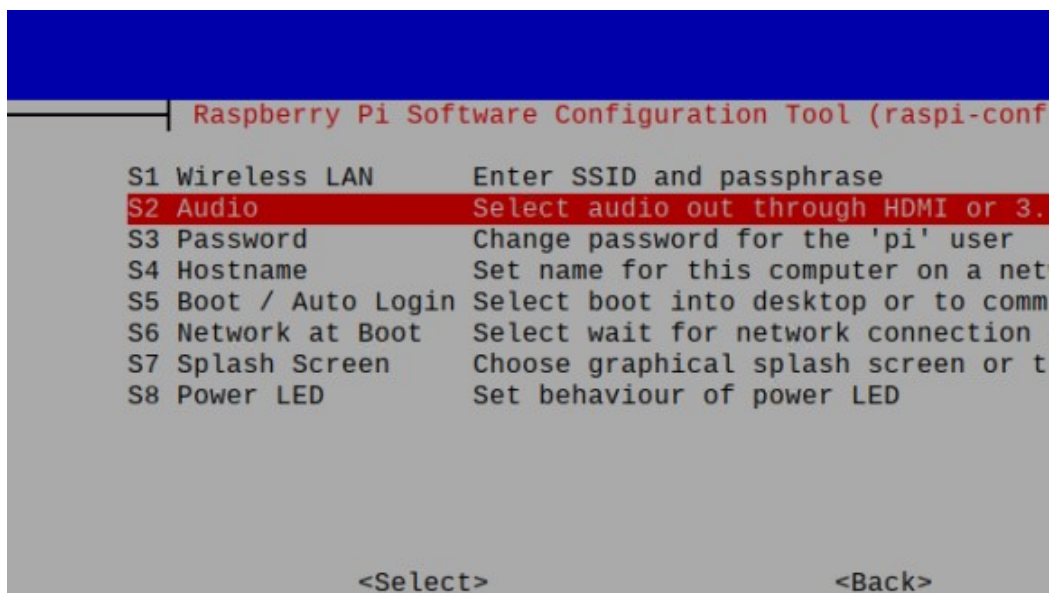 Raspberry Pi Software Configuration Tool (raspi-conf
S1 Wireless LAN Enter SSID and passphrase
S2 Audio Select audio out through HDMI or 3.
S3 Password Change password for the 'pi' user
S4 Hostname Set name for this computer on a net
S5 Boot / Auto Login Select boot into desktop or to comm
S6 Network at Boot Select wait for network connection
S7 Splash Screen Choose graphical splash screen or t
S8 Power LED Set behaviour of power LED
<Select> <Back>